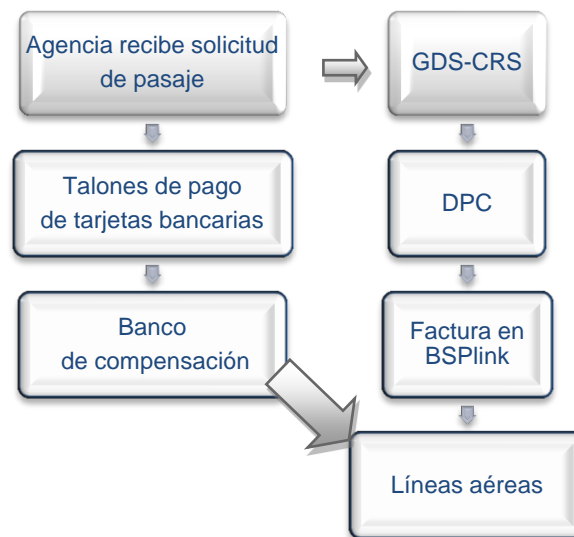 Agencia recibe solicitud
de pasaje
GDS-CRS
Talones de pago
de tarjetas bancarias
DPC
Banco
de compensación
Factura en
BSPlink
Líneas aéreas